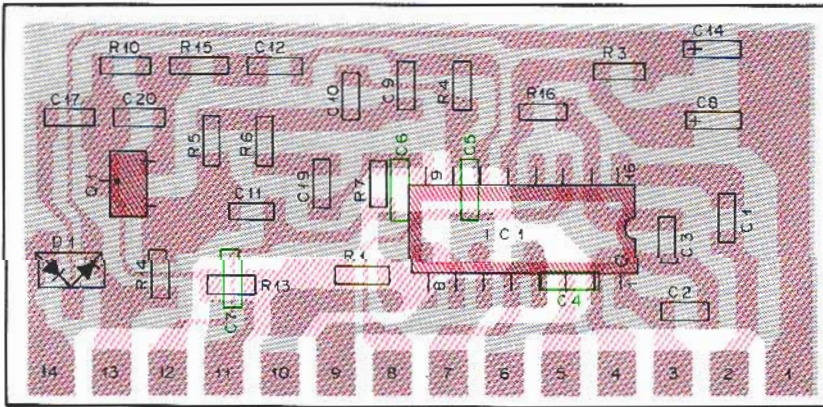 C14
R10 R15 C12 R3
C9 R4
C10
C17 C20 R16 C8
R5 R6
C6 C5
Q1 C19 R7 9 16
C11 C1
IC1 C3
D1
R14 R13 R1 8 1
C7 C4
C2
14 13 12 11 10 9 8 7 6 5 4 3 2 1